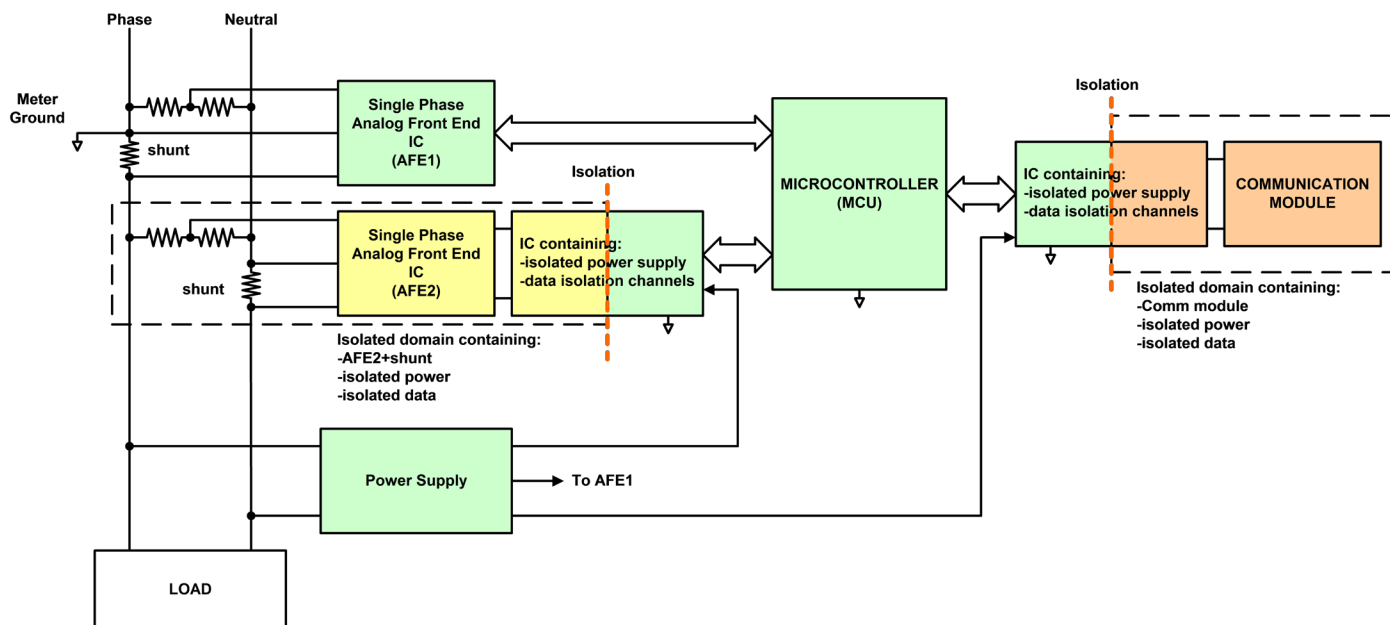 Phase
Neutral
Meter
Ground
shunt
Single Phase
Analog Front End
IC
(AFE1)
Isolation
shunt
Single Phase
Analog Front End
IC
(AFE2)
IC containing:
-isolated power supply
-data isolation channels
Isolated domain containing:
-AFE2+shunt
-isolated power
-isolated data
MICROCONTROLLER
(MCU)
Isolation
IC containing:
-isolated power supply
-data isolation channels
COMMUNICATION
MODULE
Isolated domain containing:
-Comm module
-isolated power
-isolated data
Power Supply
To AFE1
LOAD